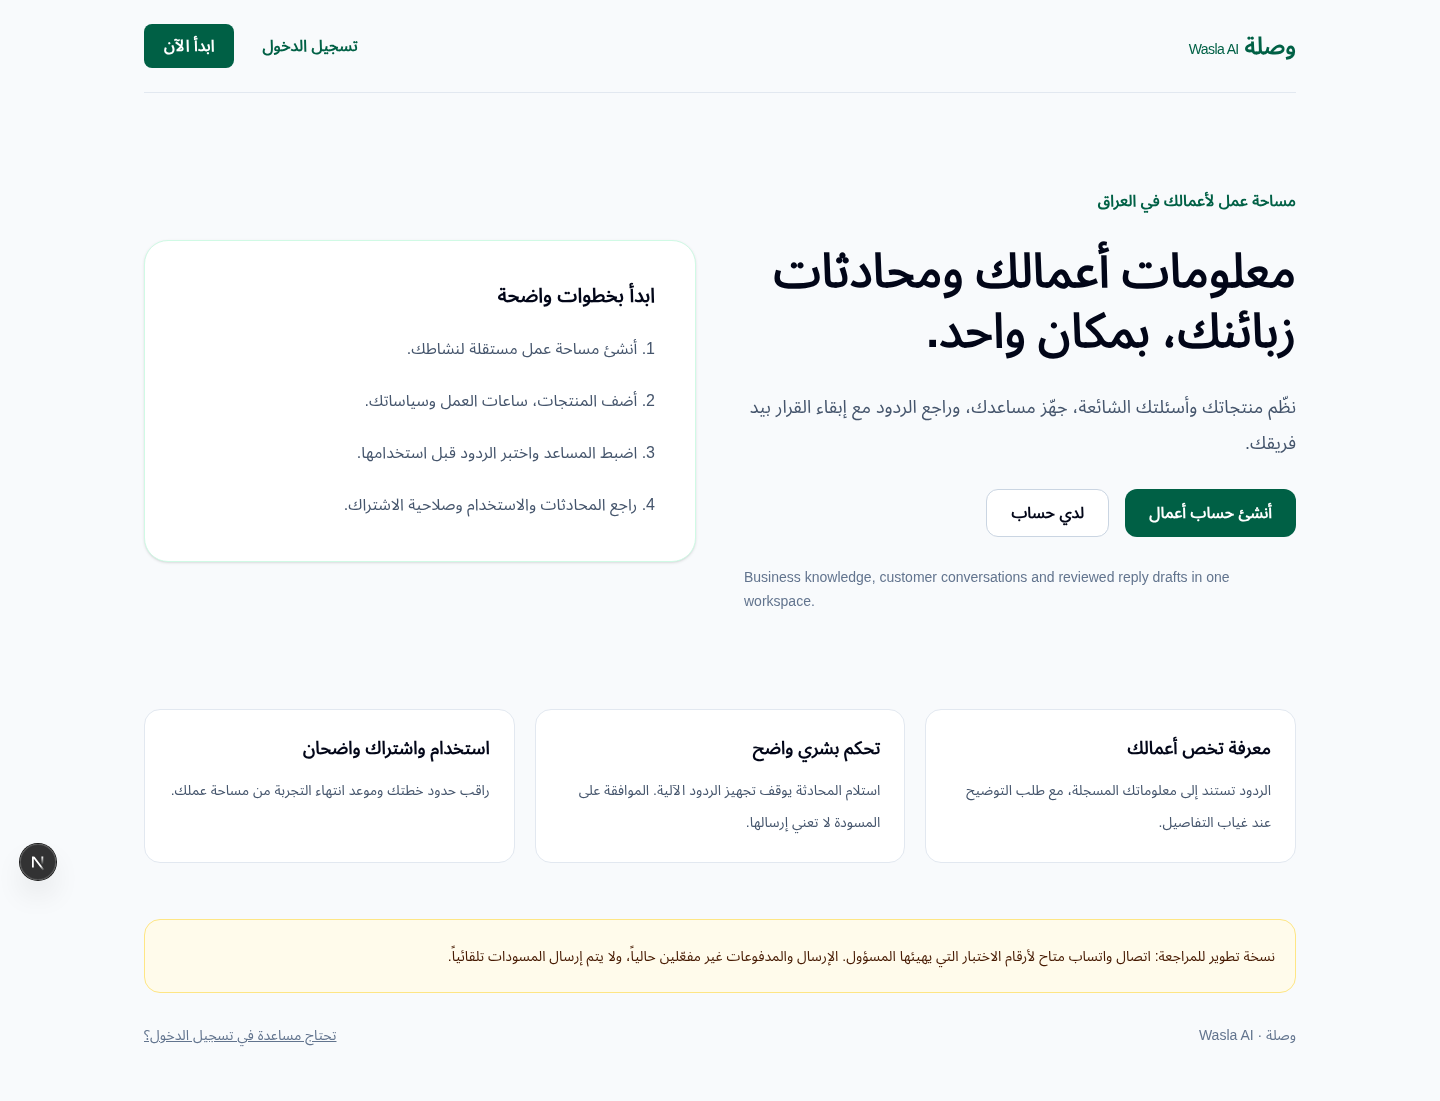 وصلة Wasla AI
تسجيل الدخول
ابدأ الآن
مساحة عمل لأعمالك في العراق
معلومات أعمالك ومحادثات
زبائنك، بمكان واحد.
نظّم منتجاتك وأسئلتك الشائعة، جهّز مساعدك، وراجع الردود مع إبقاء القرار بيد
فريقك.
أنشئ حساب أعمال
لدي حساب
Business knowledge, customer conversations and reviewed reply drafts in one
workspace.
ابدأ بخطوات واضحة
1. أنشئ مساحة عمل مستقلة لنشاطك.
2. أضف المنتجات، ساعات العمل وسياساتك.
3. اضبط المساعد واختبر الردود قبل استخدامها.
4. راجع المحادثات والاستخدام وصلاحية الاشتراك.
معرفة تخص أعمالك
الردود تستند إلى معلوماتك المسجلة، مع طلب التوضيح
عند غياب التفاصيل.
تحكم بشري واضح
استلام المحادثة يوقف تجهيز الردود الآلية. الموافقة على
المسودة لا تعني إرسالها.
استخدام واشتراك واضحان
راقب حدود خطتك وموعد انتهاء التجربة من مساحة عملك.
نسخة تطوير للمراجعة: اتصال واتساب متاح لأرقام الاختبار التي يهيئها المسؤول. الإرسال والمدفوعات غير مفعّلين حالياً، ولا يتم إرسال المسودات تلقائياً.
وصلة · Wasla AI
تحتاج مساعدة في تسجيل الدخول؟
N